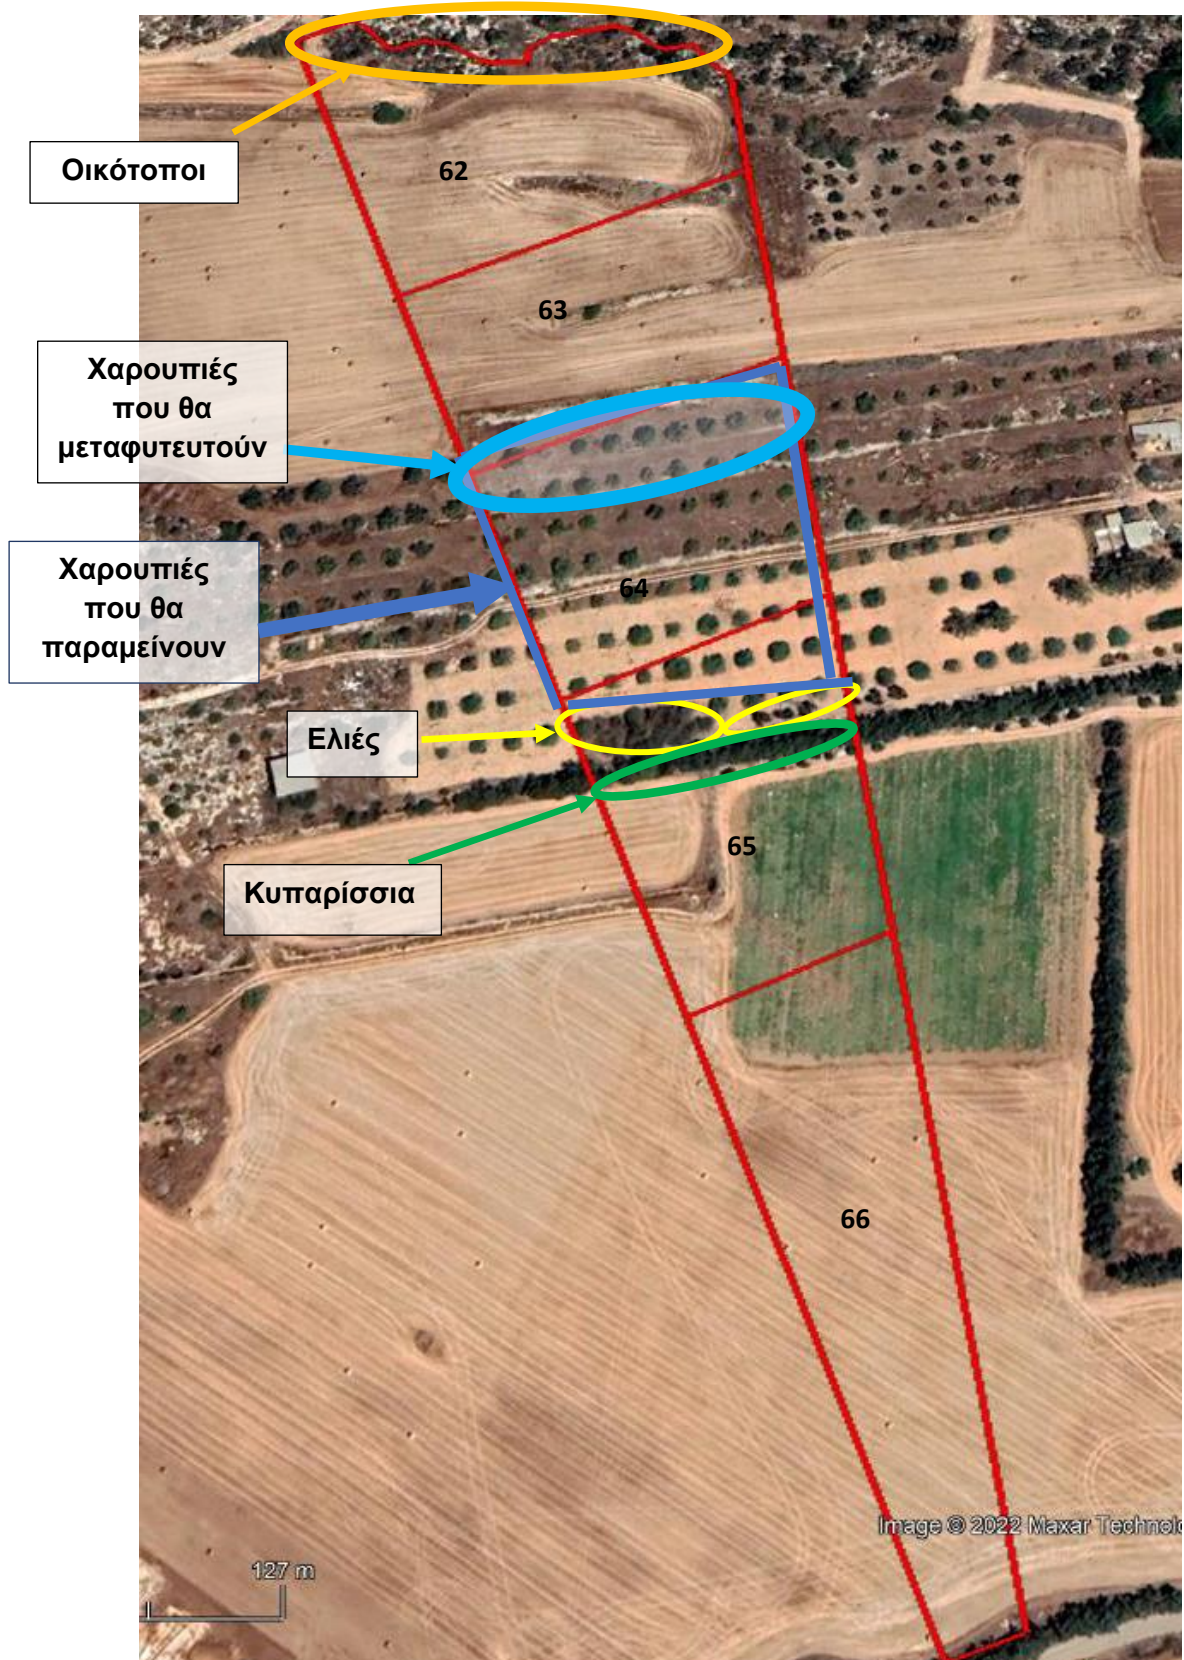 Οικότοποι
62
63
Χαρουπιές
που θα
μεταφυτευτούν
Χαρουπιές
που θα
παραμείνουν
64
Ελιές
65
Κυπαρίσσια
66
Image © 2022 Maxar Technolo
127 m